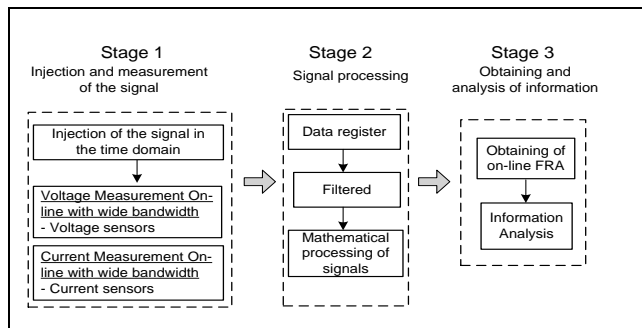 Stage 1
Injection and measurement
of the signal
Injection of the signal in
the time domain
Voltage Measurement On-
line with wide bandwidth
- Voltage sensors
Current Measurement On-
line with wide bandwidth
- Current sensors
Stage 2
Signal processing
Data register
Filtered
Mathematical
processing of
signals
Stage 3
Obtaining and
analysis of information
Obtaining of
on-line FRA
Information
Analysis